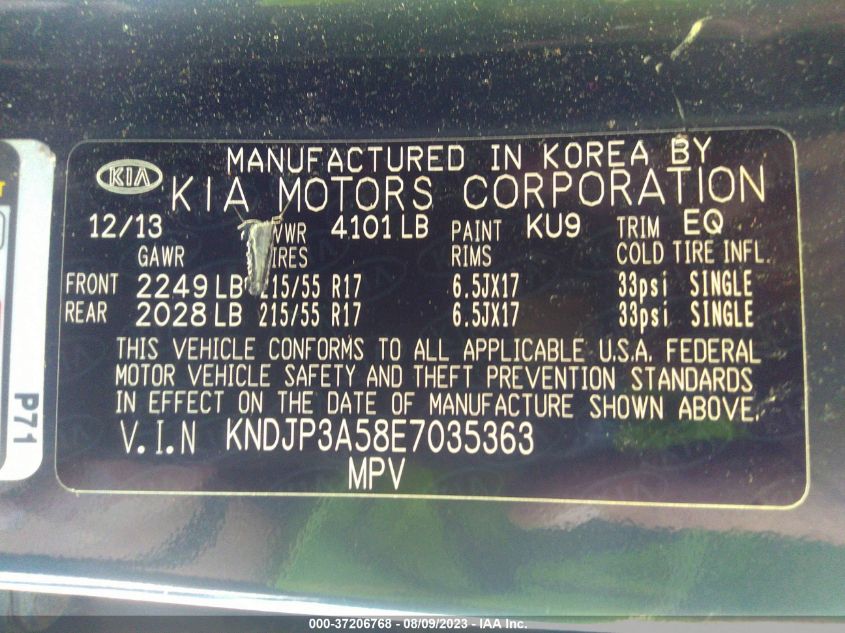 MANUFACTURED IN KOREA BY
KIA KIA MOTORS CORPORATION
12/13 4101 LB PAINT KU9 TRIM EQ
GAWR RIMS COLD TIRE INFL.
FRONT 2249 LB 215/55 R17 6.5JX17 33psi SINGLE
REAR 2028 LB 215/55 R17 6.5JX17 33psi SINGLE
THIS VEHICLE CONFORMS TO ALL APPLICABLE U.S.A. FEDERAL
MOTOR VEHICLE SAFETY AND THEFT PREVENTION STANDARDS
IN EFFECT ON THE DATE OF MANUFACTURE SHOWN ABOVE.
V.I.N KNDJP3A58E7035363
MPV
P71
000-37206768 - 08/09/2023 - IAA Inc.